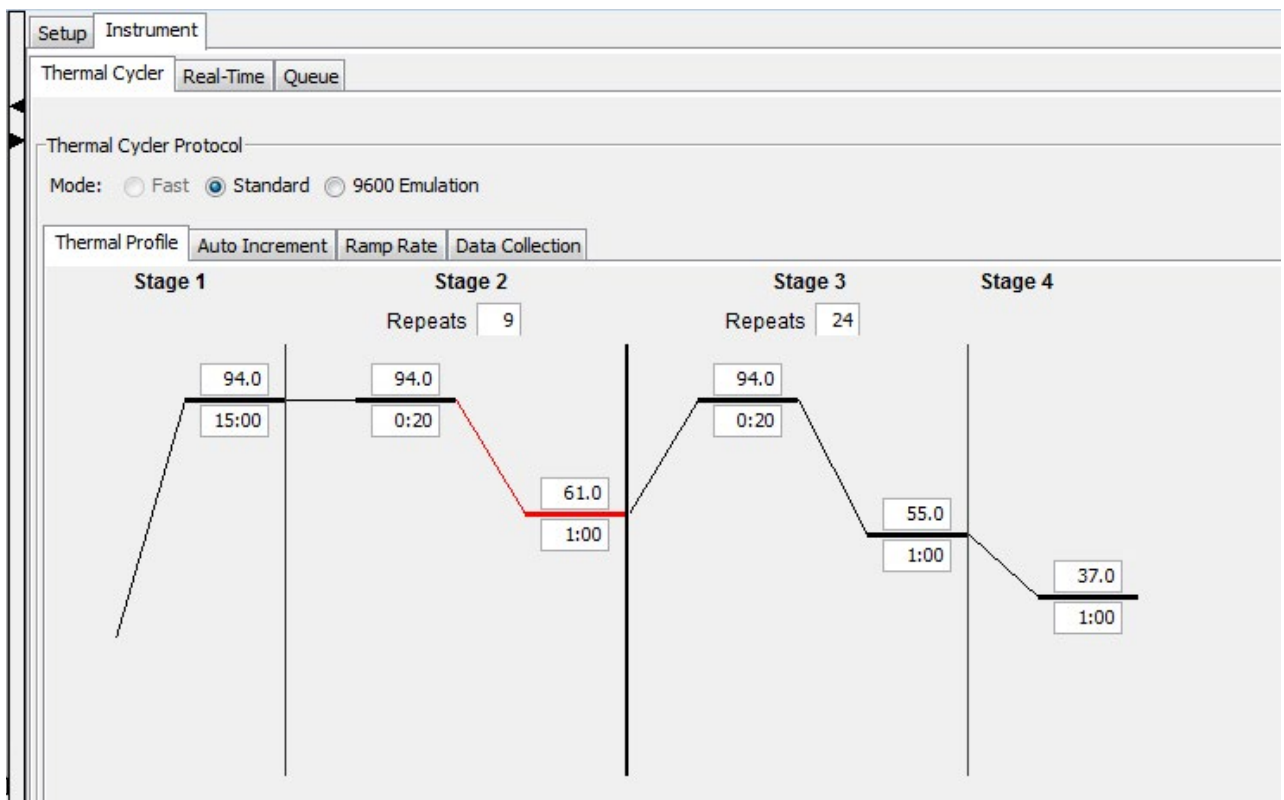 Setup Instrument
Thermal Cycler Real-Time Queue
Thermal Cycler Protocol
Mode: Fast Standard 9600 Emulation
Thermal Profile Auto Increment Ramp Rate Data Collection
Stage 1 Stage 2 Stage 3 Stage 4
Repeats 9 Repeats 24
94.0 94.0 94.0
15:00 0:20 0:20
61.0
1:00
55.0
1:00
37.0
1:00